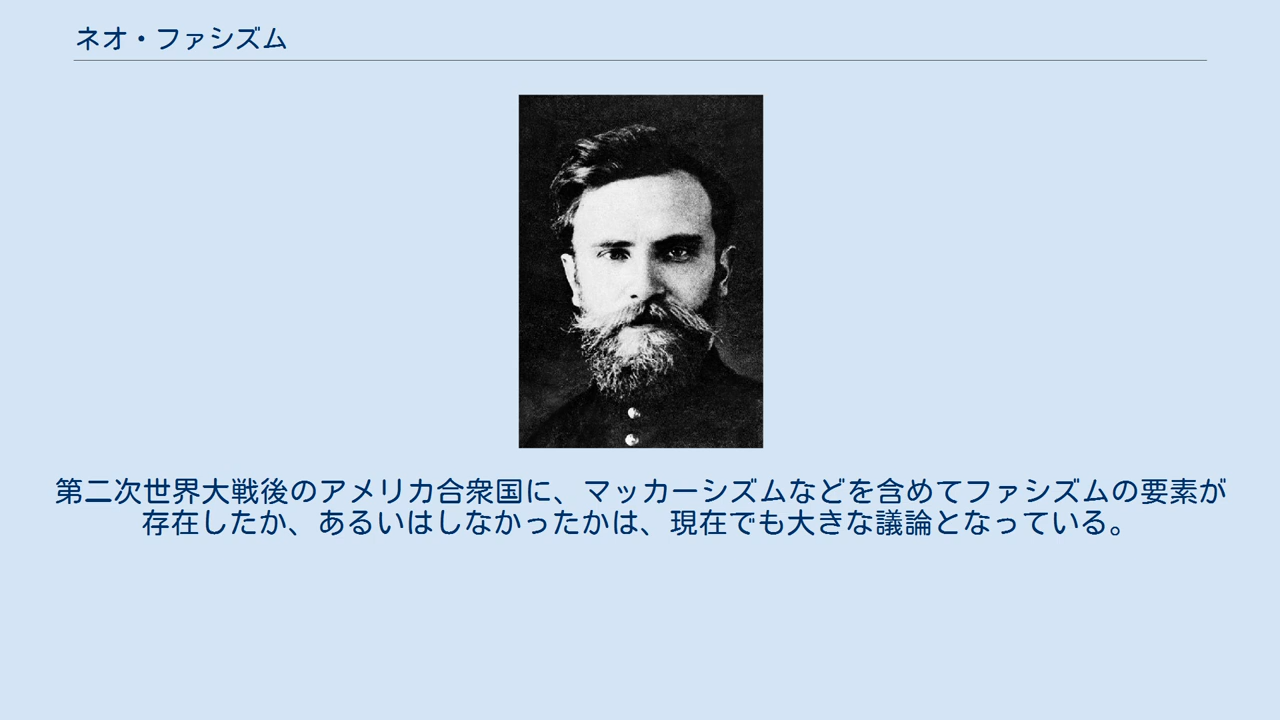 ネオ・ファシズム
第二次世界大戦後のアメリカ合衆国に、マッカーシズムなどを含めてファシズムの要素が
存在したか、あるいはしなかったかは、現在でも大きな議論となっている。